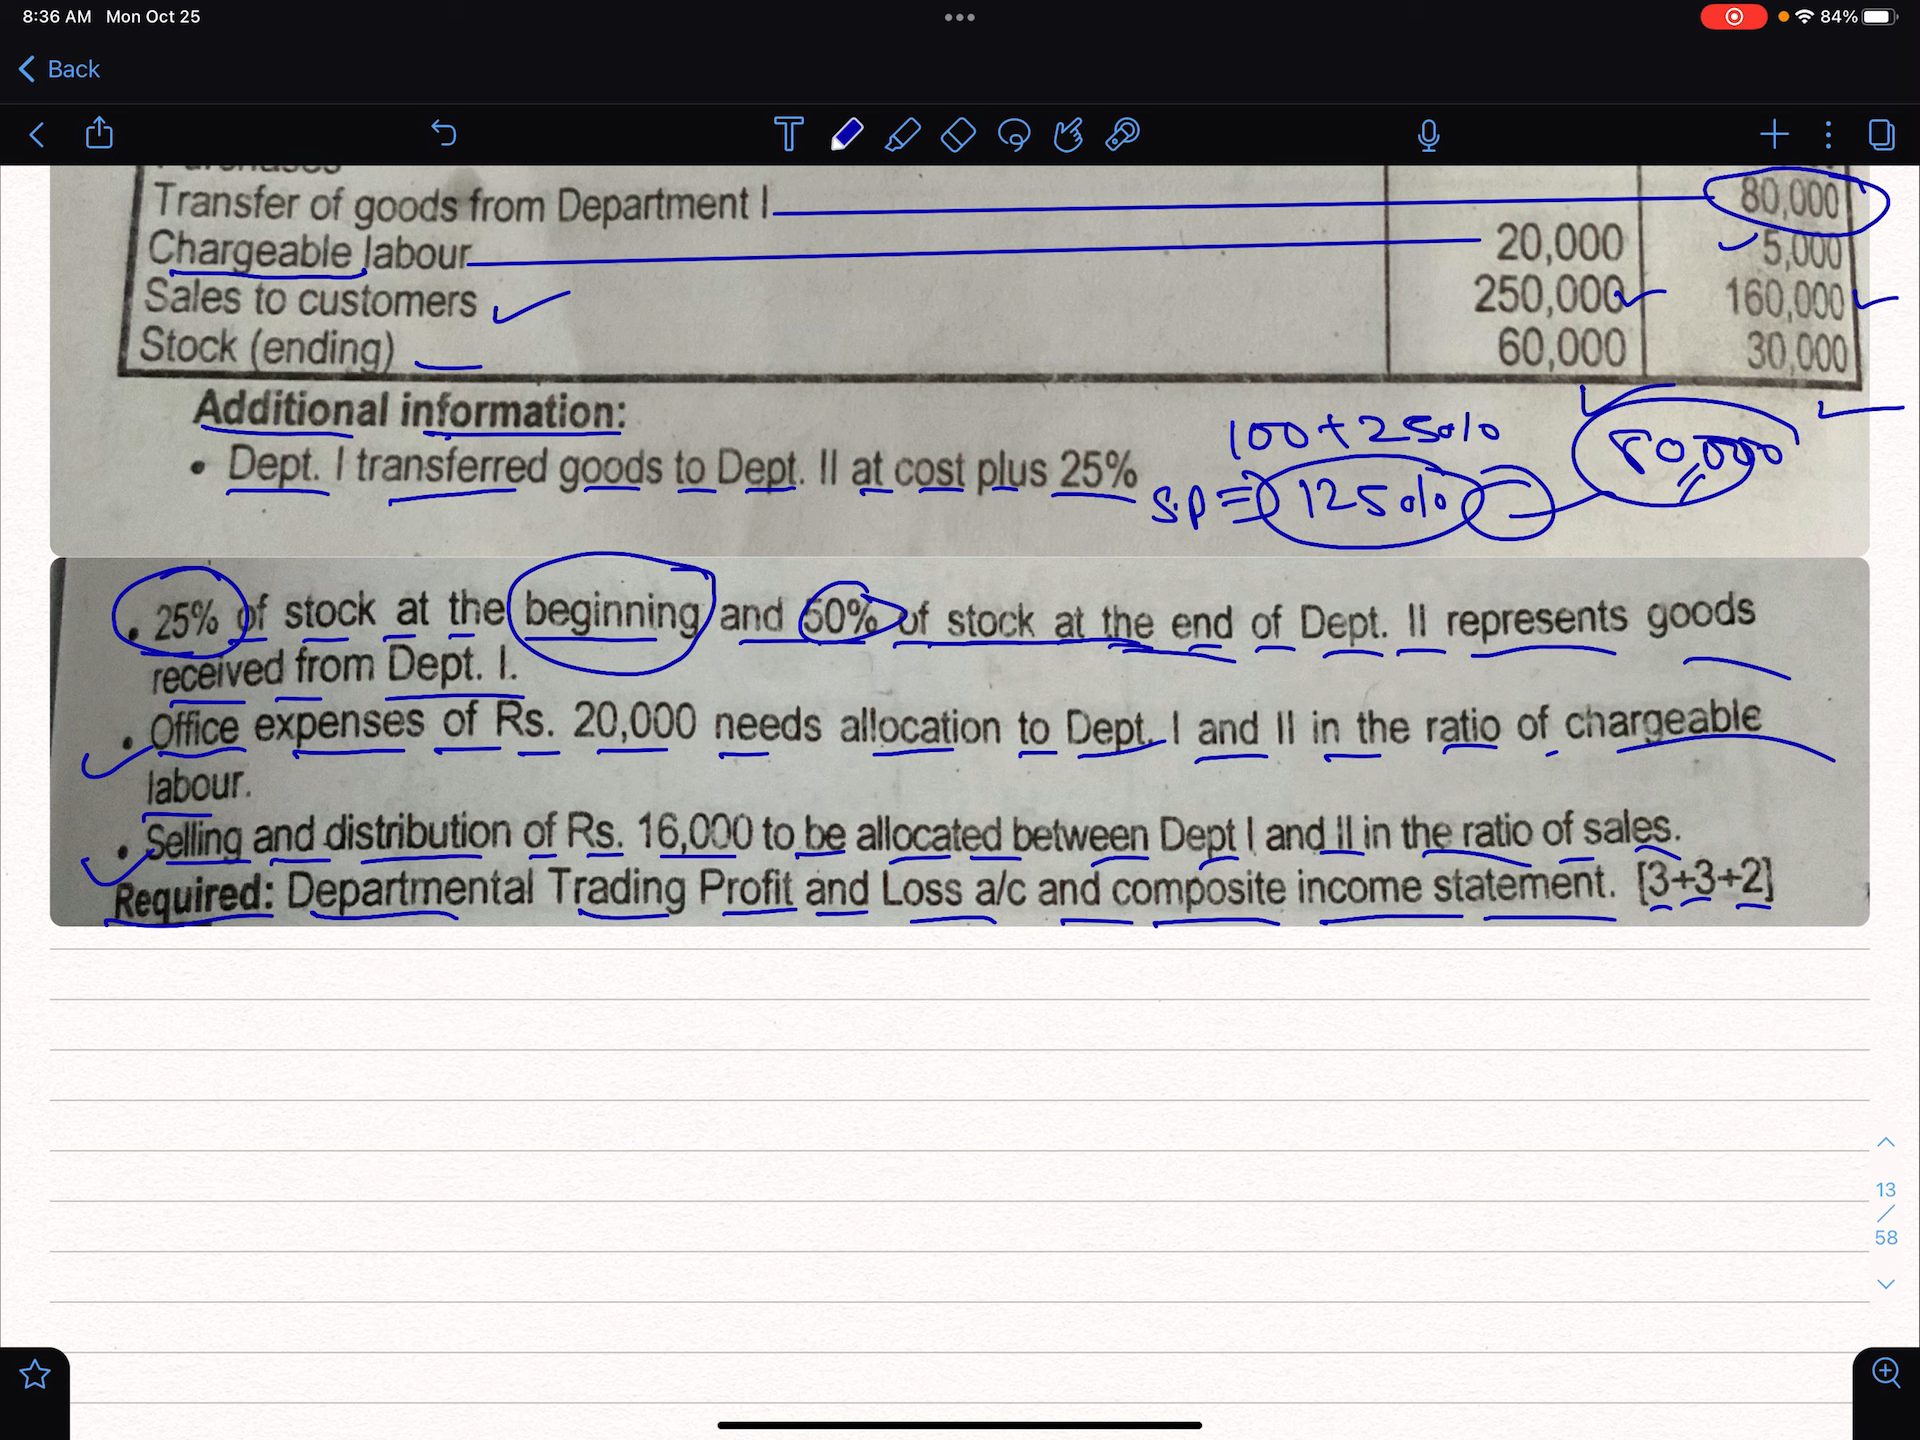 8:36 AM Mon Oct 25
84%
Back
Purchases
Transfer of goods from Department I 80,000
Chargeable labour 20,000 5,000
Sales to customers 250,000 160,000
Stock (ending) 60,000 30,000
Additional information:
100+25%
80,000
• Dept. I transferred goods to Dept. II at cost plus 25%
S.P ⇒ 125%
• 25% of stock at the beginning and 50% of stock at the end of Dept. II represents goods
received from Dept. I.
• Office expenses of Rs. 20,000 needs allocation to Dept. I and II in the ratio of chargeable
labour.
• Selling and distribution of Rs. 16,000 to be allocated between Dept I and II in the ratio of sales.
Required: Departmental Trading Profit and Loss a/c and composite income statement. [3+3+2]
13
/
58